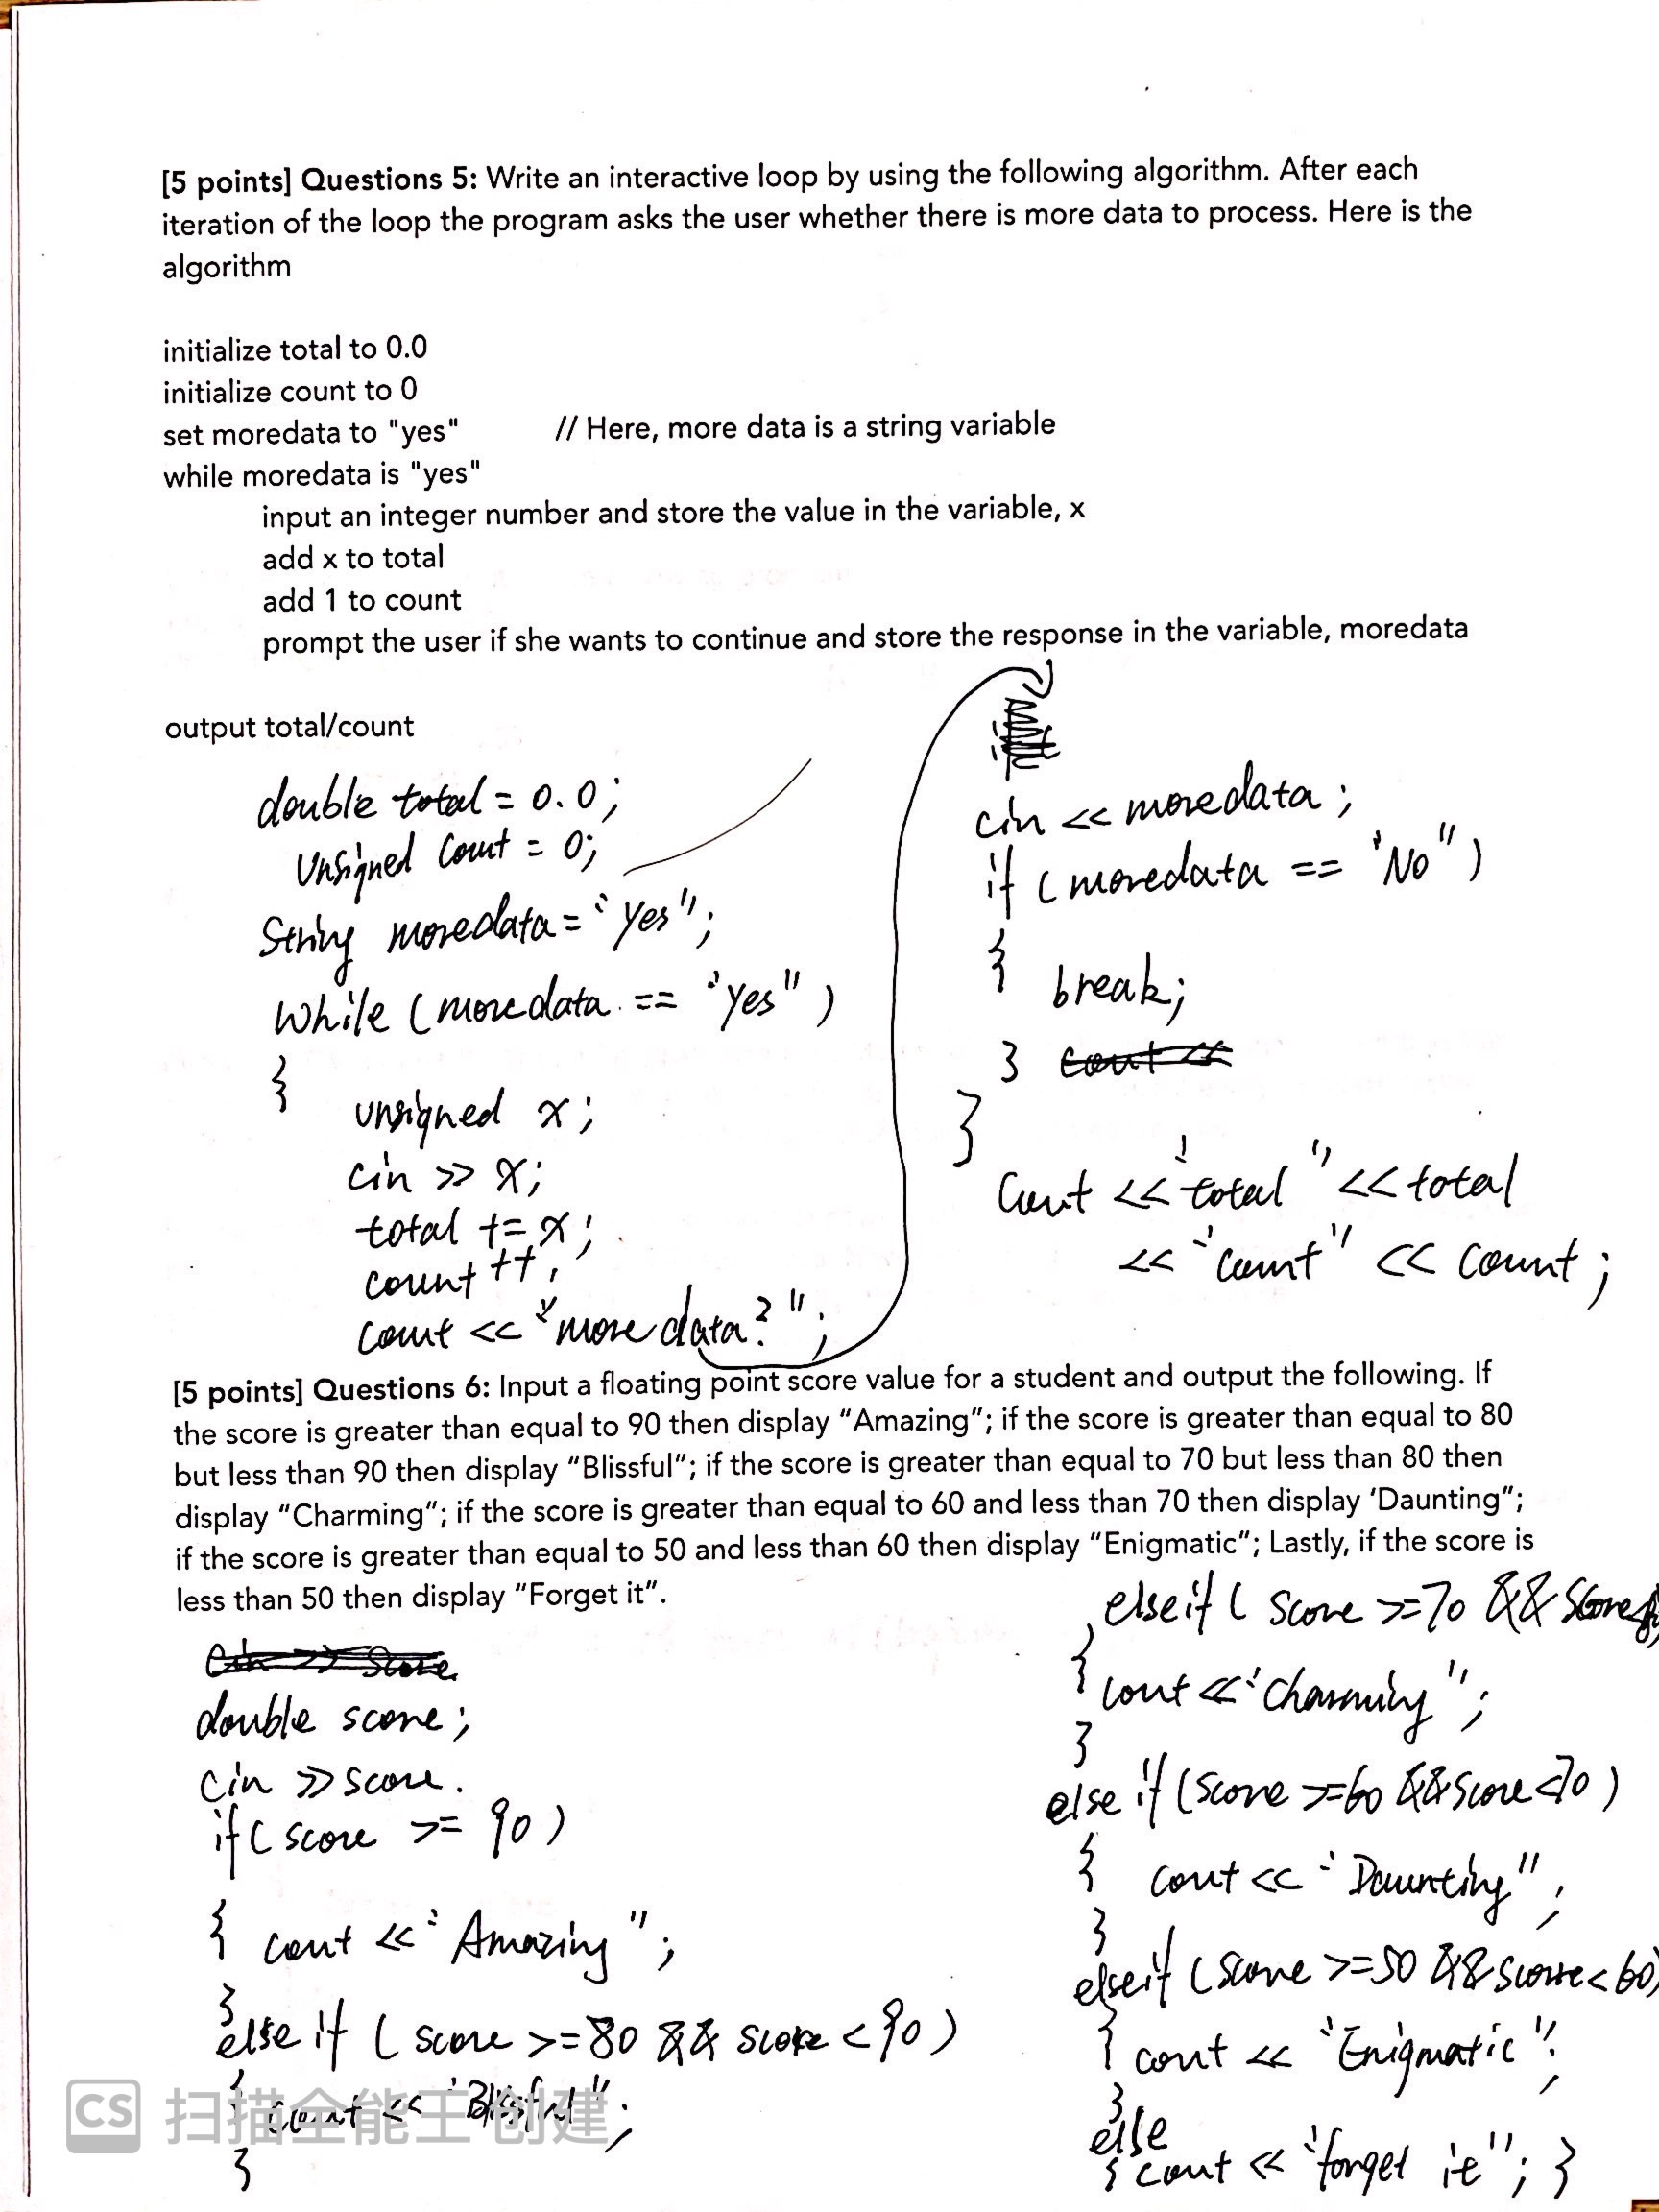 [5 points] Questions 5: Write an interactive loop by using the following algorithm. After each
iteration of the loop the program asks the user whether there is more data to process. Here is the
algorithm
initialize total to 0.0
initialize count to 0
set moredata to "yes" // Here, more data is a string variable
while moredata is "yes"
input an integer number and store the value in the variable, x
add x to total
add 1 to count
prompt the user if she wants to continue and store the response in the variable, moredata
output total/count
double total = 0.0;
Unsigned Count = 0;
String moredata = "yes";
While (moredata == "yes")
{
unsigned x;
cin >> x;
total += x;
count ++;
cout << "more data?";
cin << moredata;
if (moredata == "No")
{
break;
} cout <<
}
Cout << "total" << total
<< "count" << count;
[5 points] Questions 6: Input a floating point score value for a student and output the following. If
the score is greater than equal to 90 then display “Amazing”; if the score is greater than equal to 80
but less than 90 then display “Blissful”; if the score is greater than equal to 70 but less than 80 then
display “Charming”; if the score is greater than equal to 60 and less than 70 then display ‘Daunting”;
if the score is greater than equal to 50 and less than 60 then display “Enigmatic”; Lastly, if the score is
less than 50 then display “Forget it”.
Cin >> Score
double score;
cin >> score.
if ( score >= 90 )
{ cout << "Amazing";
}
else if ( score >= 80 && score < 90 )
{ cout << "Blissful";
}
else if ( score >= 70 && score
{ cout << "Charming";
}
else if (score >= 60 && score < 70 )
{ cout << "Daunting";
}
else if (score >= 50 && score < 60)
{ cout << "Enigmatic";
}
else
{ cout << "forget it"; }
CS 扫描全能王 创建